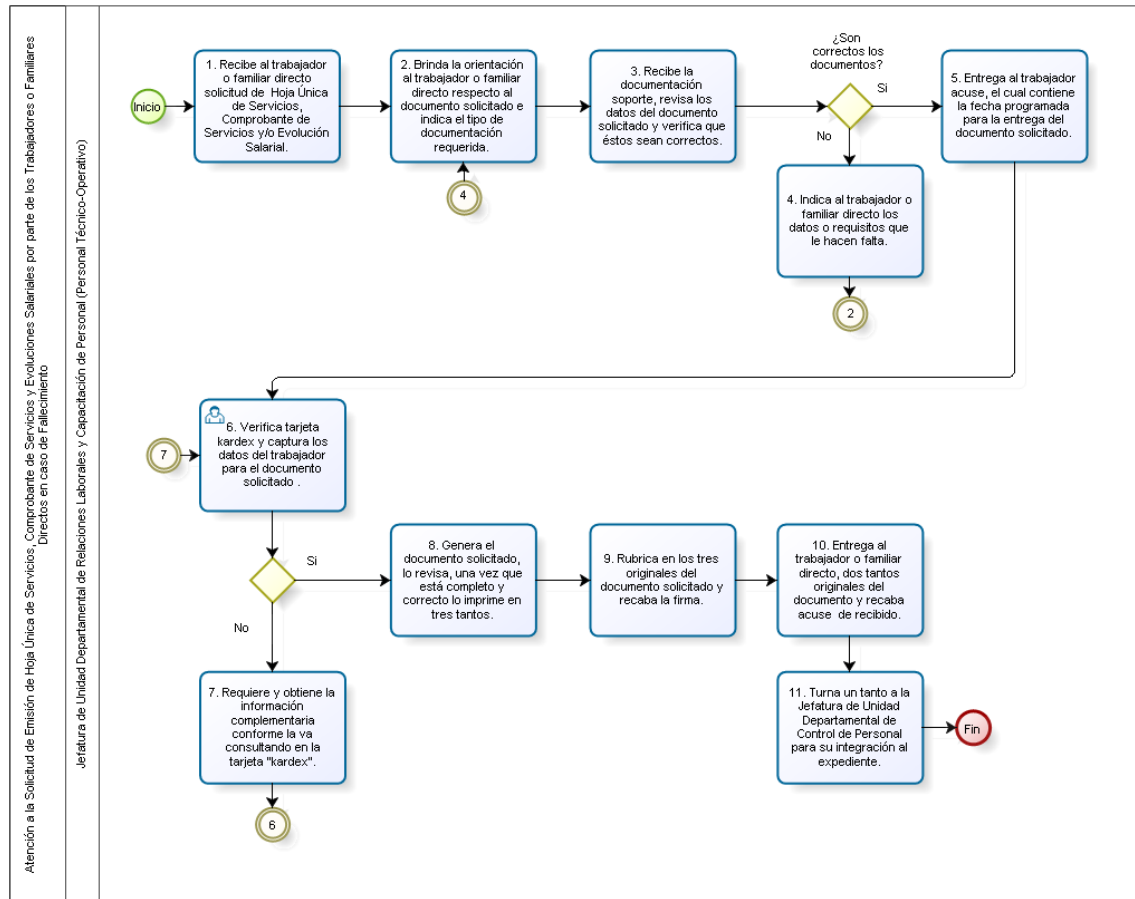 Atención a la Solicitud de Emisión de Hoja Única de Servicios, Comprobante de Servicios y Evoluciones Salariales por parte de los Trabajadores o Familiares
Directos en caso de Fallecimiento
Jefatura de Unidad Departamental de Relaciones Laborales y Capacitación de Personal (Personal Técnico-Operativo)
Inicio
1. Recibe al trabajador
o familiar directo
solicitud de Hoja Única
de Servicios,
Comprobante de
Servicios y/o Evolución
Salarial.
2. Brinda la orientación
al trabajador o familiar
directo respecto al
documento solicitado e
indica el tipo de
documentación
requerida.
4
3. Recibe la
documentación
soporte, revisa los
datos del documento
solicitado y verifica que
éstos sean correctos.
¿Son
correctos los
documentos?
Si
No
5. Entrega al trabajador
acuse, el cual contiene
la fecha programada
para la entrega del
documento solicitado.
4. Indica al trabajador o
familiar directo los
datos o requisitos que
le hacen falta.
2
7
6. Verifica tarjeta
kardex y captura los
datos del trabajador
para el documento
solicitado .
Si
No
8. Genera el
documento solicitado,
lo revisa, una vez que
está completo y
correcto lo imprime en
tres tantos.
9. Rubrica en los tres
originales del
documento solicitado y
recaba la firma.
10. Entrega al
trabajador o familiar
directo, dos tantos
originales del
documento y recaba
acuse de recibido.
7. Requiere y obtiene la
información
complementaria
conforme la va
consultando en la
tarjeta "kardex".
6
11. Turna un tanto a la
Jefatura de Unidad
Departamental de
Control de Personal
para su integración al
expediente.
Fin